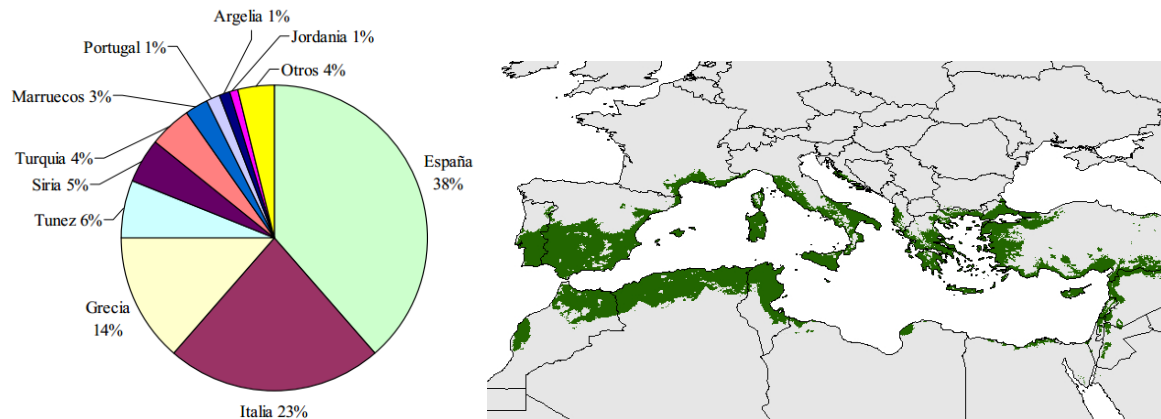 Argelia 1%
Jordania 1%
Portugal 1%
Otros 4%
Marruecos 3%
España
38%
Turquia 4%
Siria 5%
Tunez 6%
Grecia
14%
Italia 23%